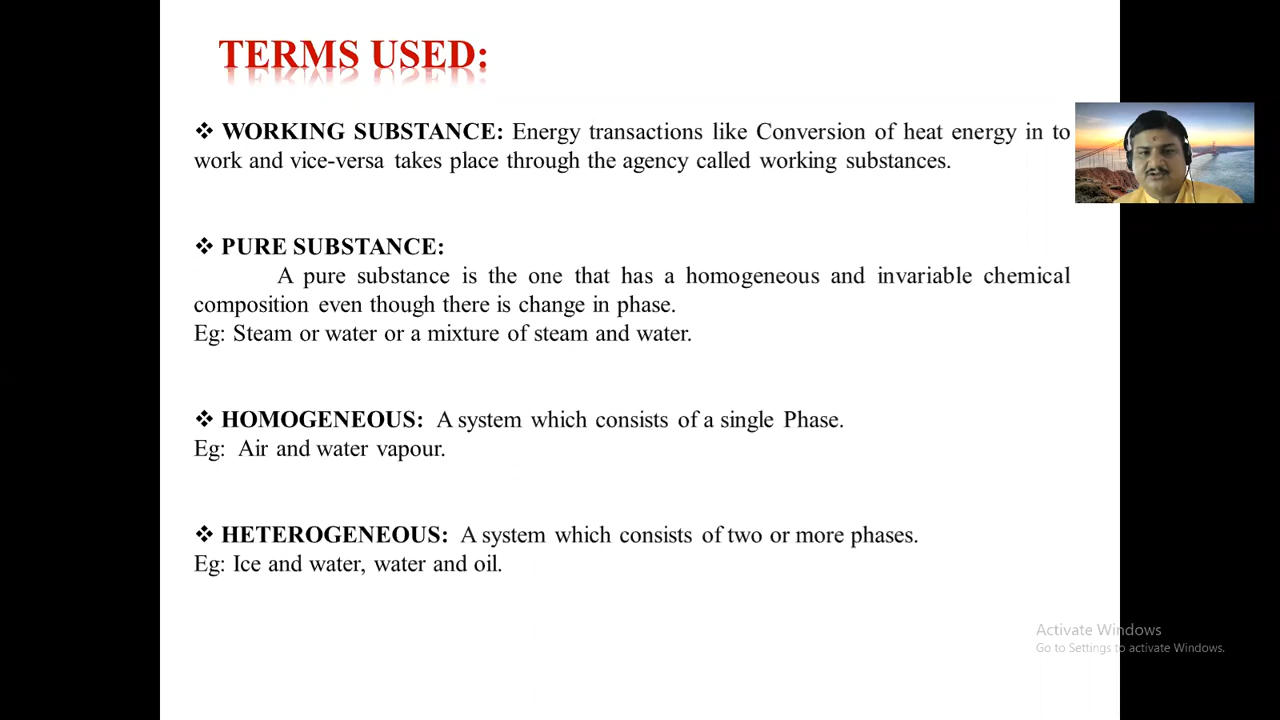 TERMS USED:
❖ WORKING SUBSTANCE: Energy transactions like Conversion of heat energy in to
work and vice-versa takes place through the agency called working substances.
❖ PURE SUBSTANCE:
A pure substance is the one that has a homogeneous and invariable chemical
composition even though there is change in phase.
Eg: Steam or water or a mixture of steam and water.
❖ HOMOGENEOUS: A system which consists of a single Phase.
Eg: Air and water vapour.
❖ HETEROGENEOUS: A system which consists of two or more phases.
Eg: Ice and water, water and oil.
Activate Windows
Go to Settings to activate Windows.